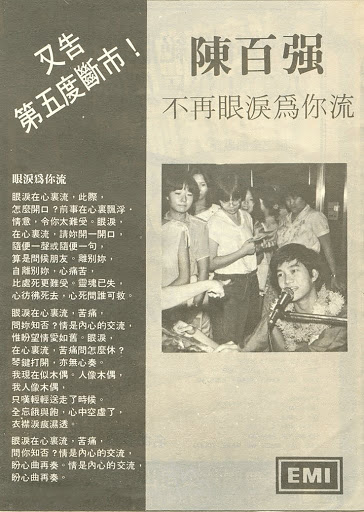 又告
第五度斷市！
陳百强
不再眼淚爲你流
眼淚爲你流
眼淚在心裏流，此際，
怎麼開口？前事在心裏飄浮，
情意，令你太難受。眼淚，
在心裏流，請妳開一開口，
隨便一聲或隨便一句，
算是問候朋友。離別妳，
自離別妳，心痛苦，
比處死更難受。靈魂已失，
心彷彿死去，心死問誰可救。
眼淚在心裏流，苦痛，
問妳知否？情是內心的交流，
惟盼望情愛如舊。眼淚，
在心裏流，苦痛問怎麼休？
琴鍵打開，亦無心奏。
我現在似木偶。人像木偶，
我人像木偶，
只嘆輕輕送走了時候。
全忘餓與飽，心中空虛了，
衣襟淚痕濕透。
眼淚在心裏流，苦痛，
問你知否？情是內心的交流，
盼心曲再奏。情是內心的交流，
盼心曲再奏。
EMI